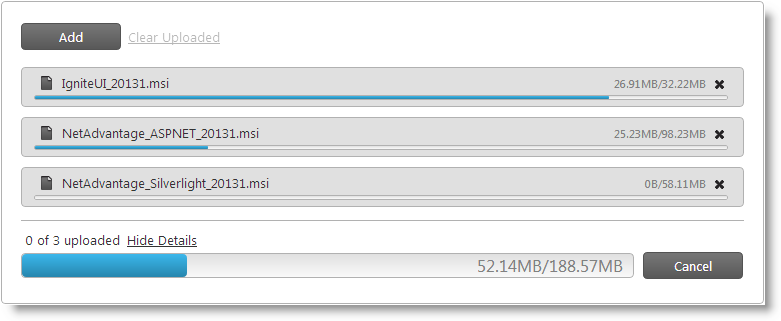 Add Clear Uploaded
IgniteUI_20131.msi 26.91MB/32.22MB
NetAdvantage_ASPNET_20131.msi 25.23MB/98.23MB
NetAdvantage_Silverlight_20131.msi 0B/58.11MB
0 of 3 uploaded Hide Details
52.14MB/188.57MB Cancel